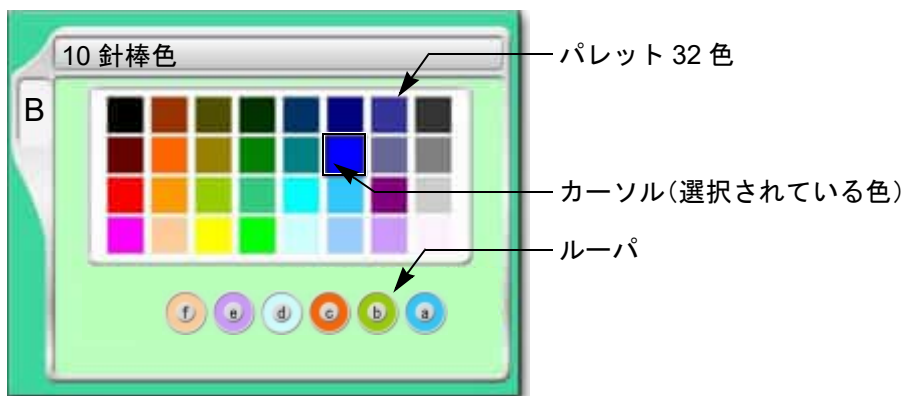 10 針棒色
パレット 32 色
B
カーソル（選択されている色）
ルーパ
f e d c b a